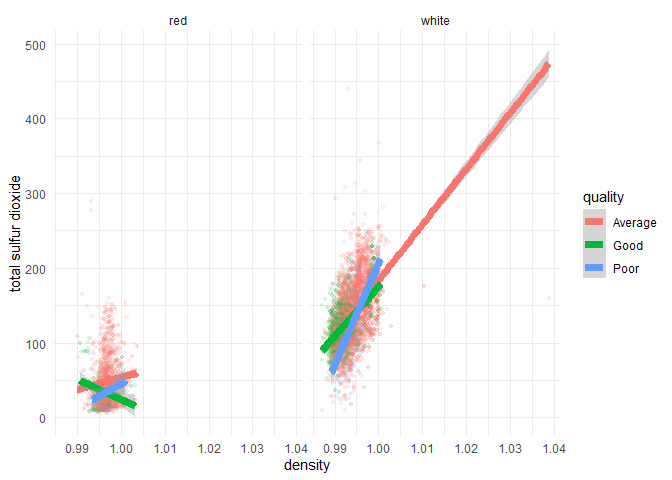 red white
500
400
300
200
100
0
total sulfur dioxide
quality
Average
Good
Poor
0.99 1.00 1.01 1.02 1.03 1.04 0.99 1.00 1.01 1.02 1.03 1.04
density